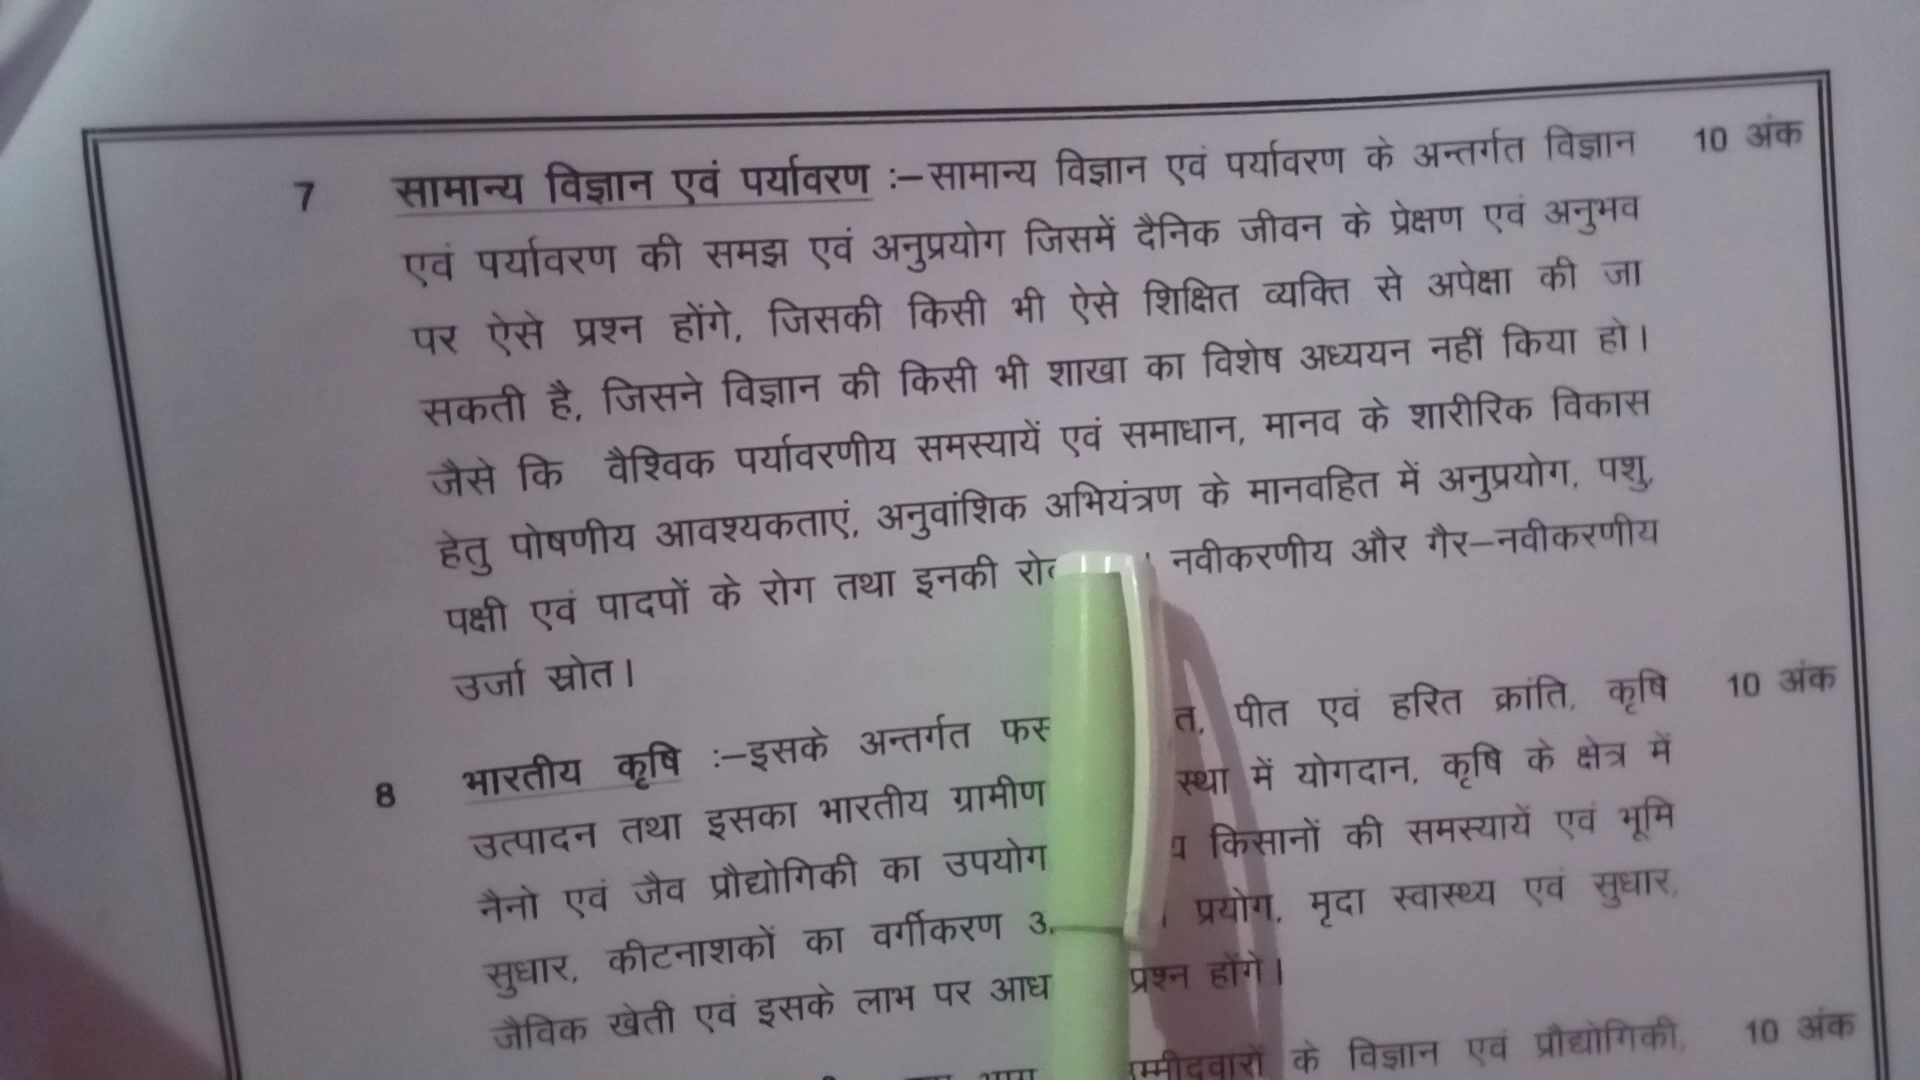 7 सामान्य विज्ञान एवं पर्यावरण :–सामान्य विज्ञान एवं पर्यावरण के अन्तर्गत विज्ञान 10 अंक
एवं पर्यावरण की समझ एवं अनुप्रयोग जिसमें दैनिक जीवन के प्रेक्षण एवं अनुभव
पर ऐसे प्रश्न होंगे, जिसकी किसी भी ऐसे शिक्षित व्यक्ति से अपेक्षा की जा
सकती है, जिसने विज्ञान की किसी भी शाखा का विशेष अध्ययन नहीं किया हो।
जैसे कि वैश्विक पर्यावरणीय समस्यायें एवं समाधान, मानव के शारीरिक विकास
हेतु पोषणीय आवश्यकताएं, अनुवांशिक अभियंत्रण के मानवहित में अनुप्रयोग, पशु,
पक्षी एवं पादपों के रोग तथा इनकी नवीकरणीय और गैर–नवीकरणीय
उर्जा स्रोत।
8 भारतीय कृषि :–इसके अन्तर्गत पीत एवं हरित क्रांति, कृषि 10 अंक
उत्पादन तथा इसका भारतीय ग्रामीण में योगदान, कृषि के क्षेत्र में
नैनो एवं जैव प्रौद्योगिकी का उपयोग किसानों की समस्यायें एवं भूमि
सुधार, कीटनाशकों का वर्गीकरण प्रयोग, मृदा स्वास्थ्य एवं सुधार,
जैविक खेती एवं इसके लाभ पर प्रश्न होंगे।
के विज्ञान एवं प्रौद्योगिकी, 10 अंक